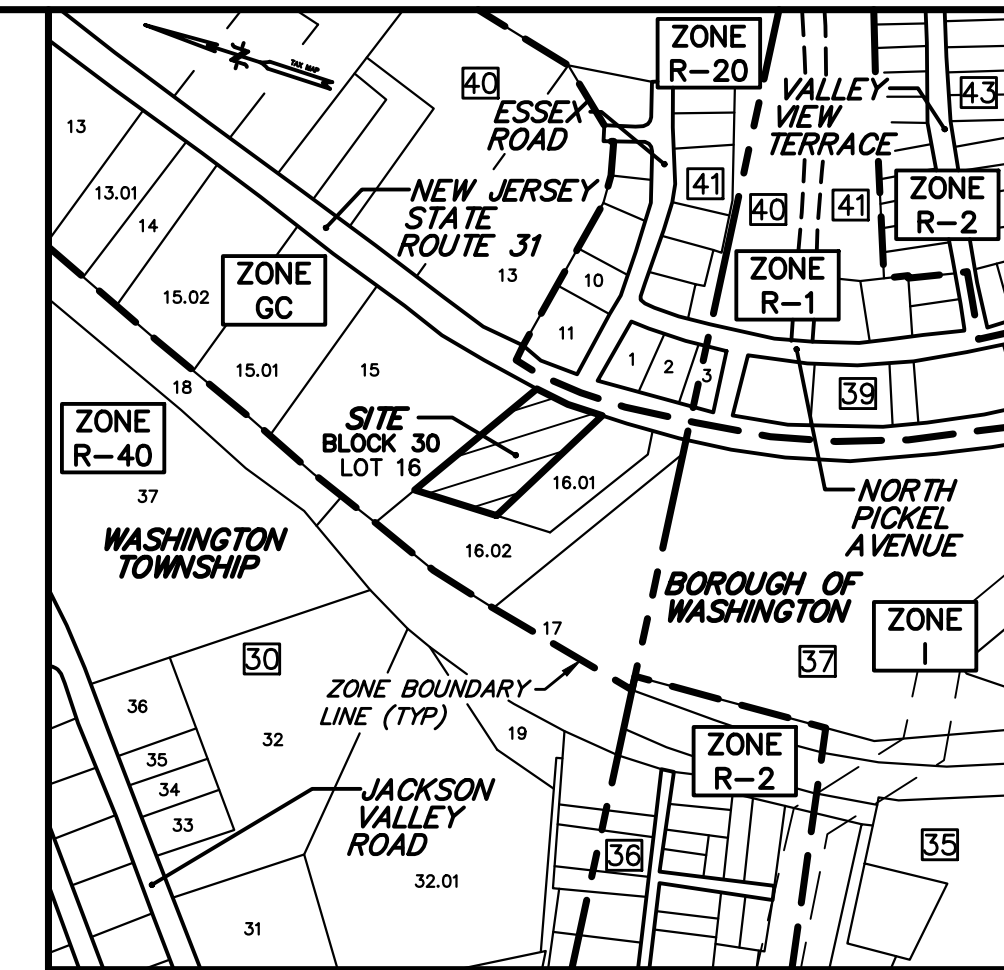 ZONE
R-20
N
TAX MAP
40
ESSEX
ROAD
VALLEY
VIEW
TERRACE
43
13
13.01
14
NEW JERSEY
STATE
ROUTE 31
41
40
41
ZONE
R-2
15.02
ZONE
GC
13
10
ZONE
R-1
11
1
2
3
18
15.01
15
39
ZONE
R-40
SITE
BLOCK 30
LOT 16
16.01
37
NORTH
PICKEL
AVENUE
WASHINGTON
TOWNSHIP
16.02
BOROUGH OF
WASHINGTON
ZONE
I
17
30
37
ZONE BOUNDARY
LINE (TYP)
36
32
19
ZONE
R-2
35
34
33
JACKSON
VALLEY
ROAD
36
35
32.01
31